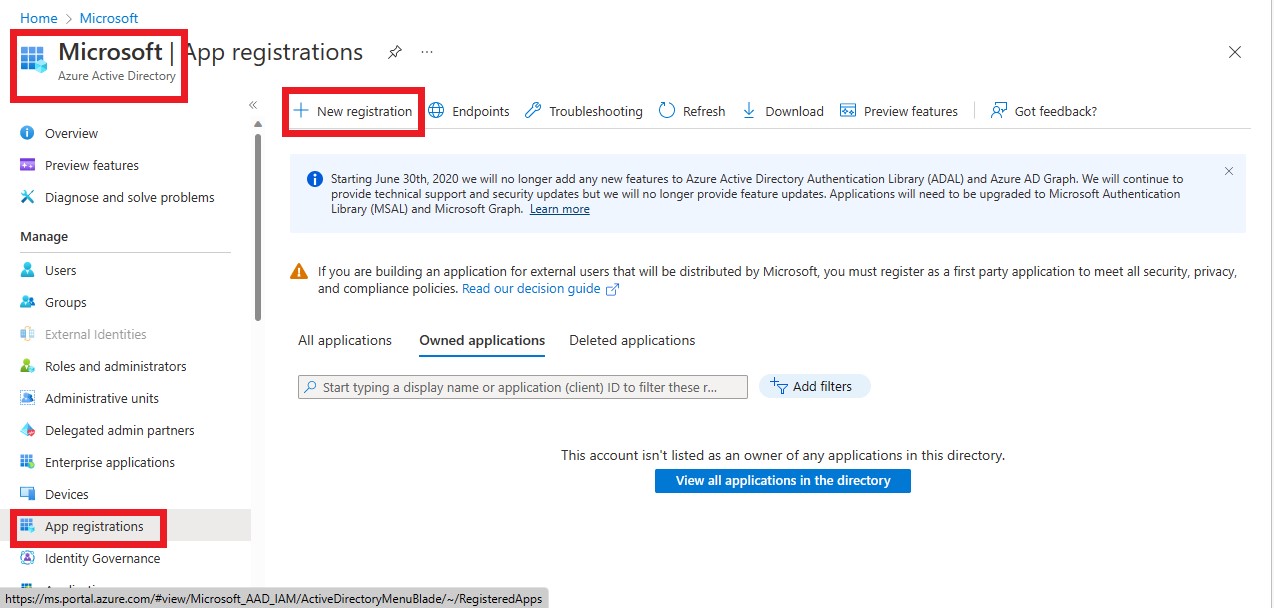 Home > Microsoft
Microsoft | App registrations
Azure Active Directory
Overview
Preview features
Diagnose and solve problems
Manage
Users
Groups
External Identities
Roles and administrators
Administrative units
Delegated admin partners
Enterprise applications
Devices
App registrations
Identity Governance
New registration Endpoints Troubleshooting Refresh Download Preview features Got feedback?
Starting June 30th, 2020 we will no longer add any new features to Azure Active Directory Authentication Library (ADAL) and Azure AD Graph. We will continue to
provide technical support and security updates but we will no longer provide feature updates. Applications will need to be upgraded to Microsoft Authentication
Library (MSAL) and Microsoft Graph. Learn more
If you are building an application for external users that will be distributed by Microsoft, you must register as a first party application to meet all security, privacy,
and compliance policies. Read our decision guide
All applications Owned applications Deleted applications
Start typing a display name or application (client) ID to filter these r... Add filters
This account isn't listed as an owner of any applications in this directory.
View all applications in the directory
https://ms.portal.azure.com/#view/Microsoft_AAD_IAM/ActiveDirectoryMenuBlade/~/RegisteredApps